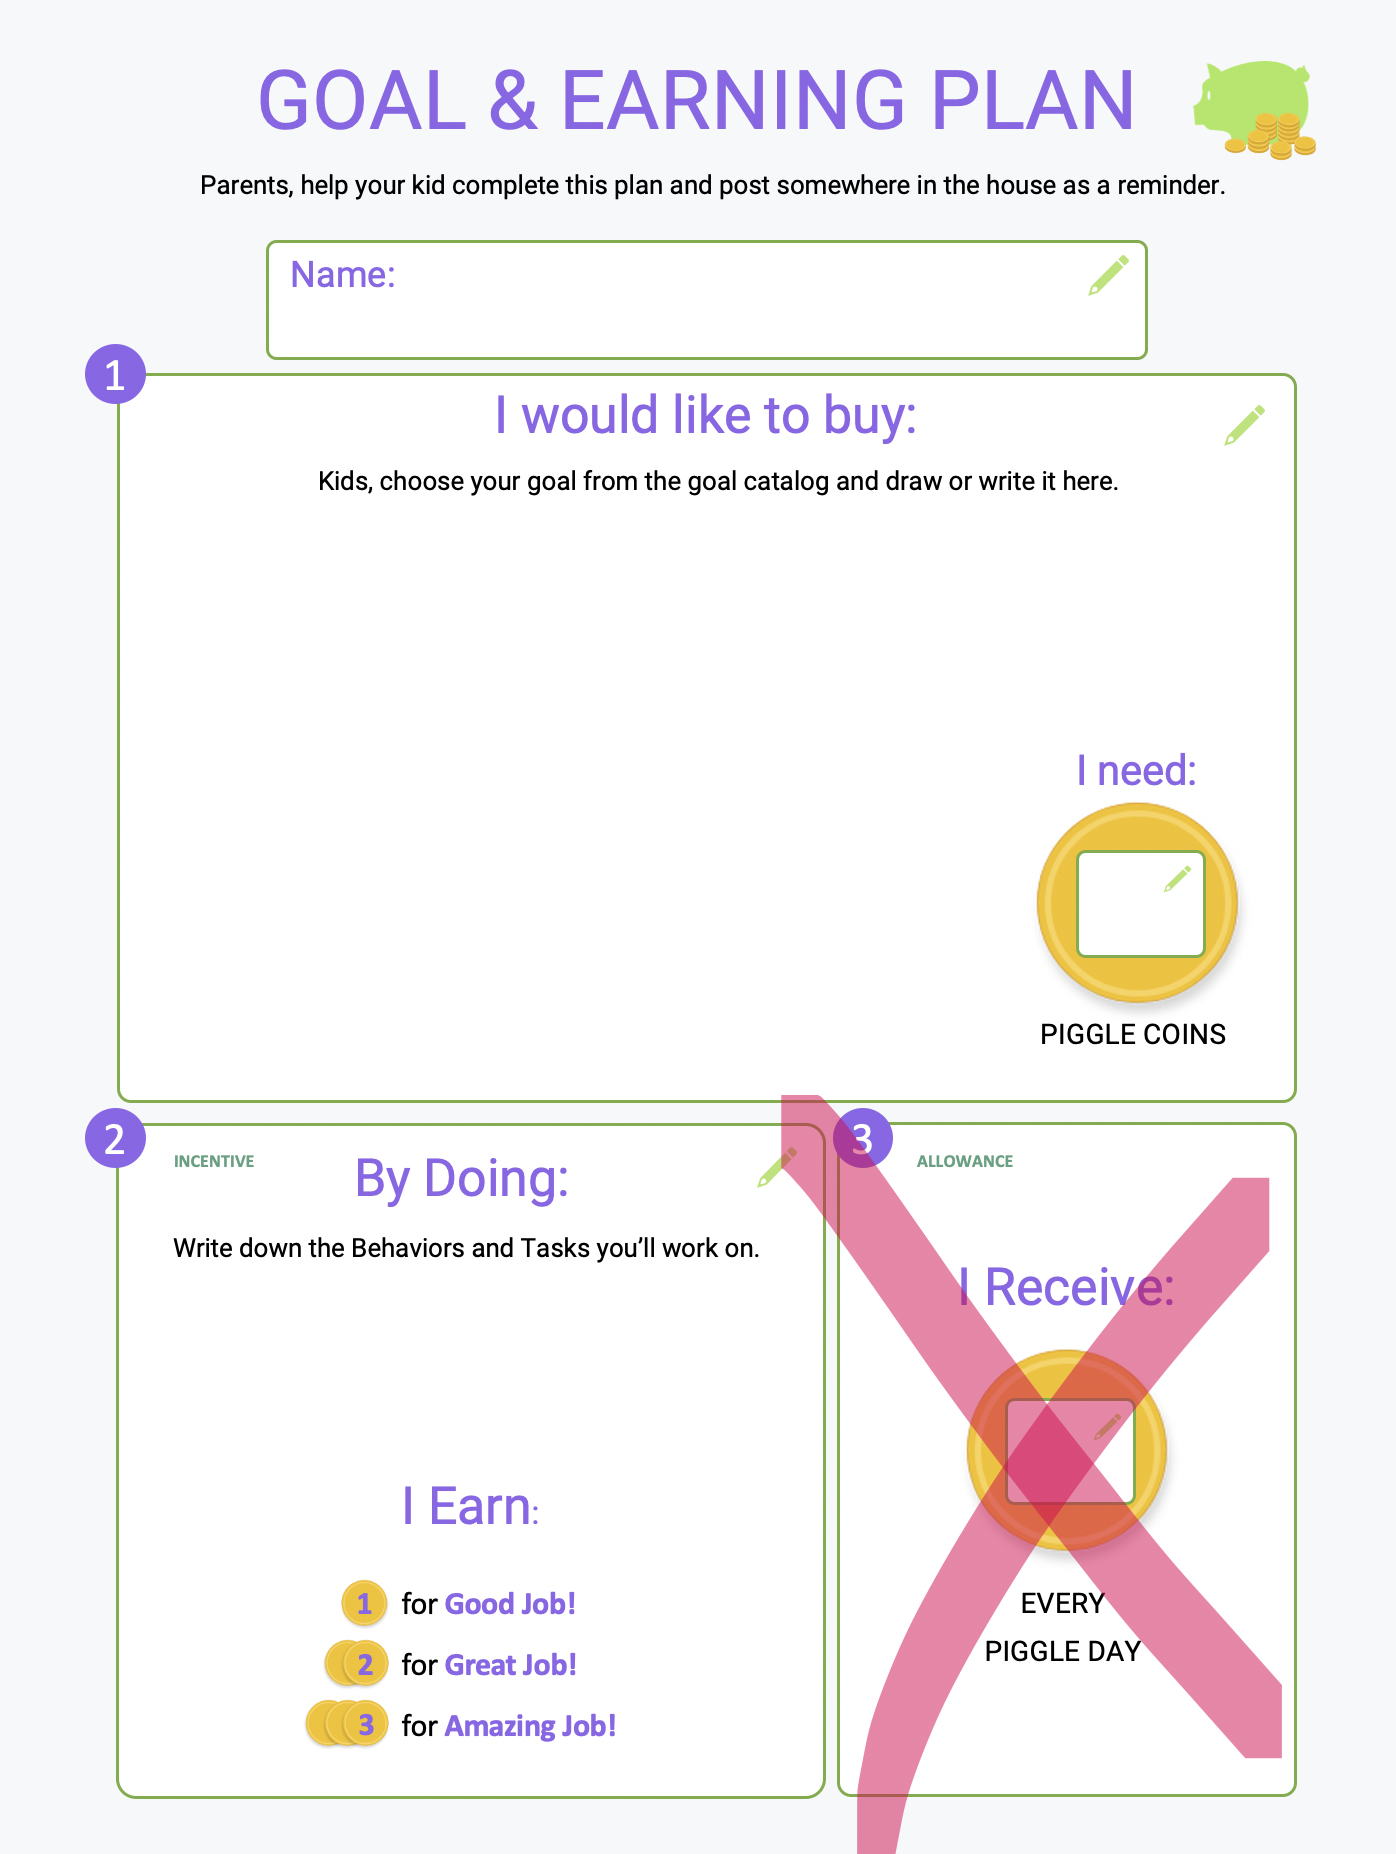 GOAL & EARNING PLAN
Parents, help your kid complete this plan and post somewhere in the house as a reminder.
Name:
1
I would like to buy:
Kids, choose your goal from the goal catalog and draw or write it here.
I need:
PIGGLE COINS
2
INCENTIVE
By Doing:
Write down the Behaviors and Tasks you’ll work on.
I Earn:
1 for Good Job!
2 for Great Job!
3 for Amazing Job!
3
ALLOWANCE
I Receive:
EVERY
PIGGLE DAY